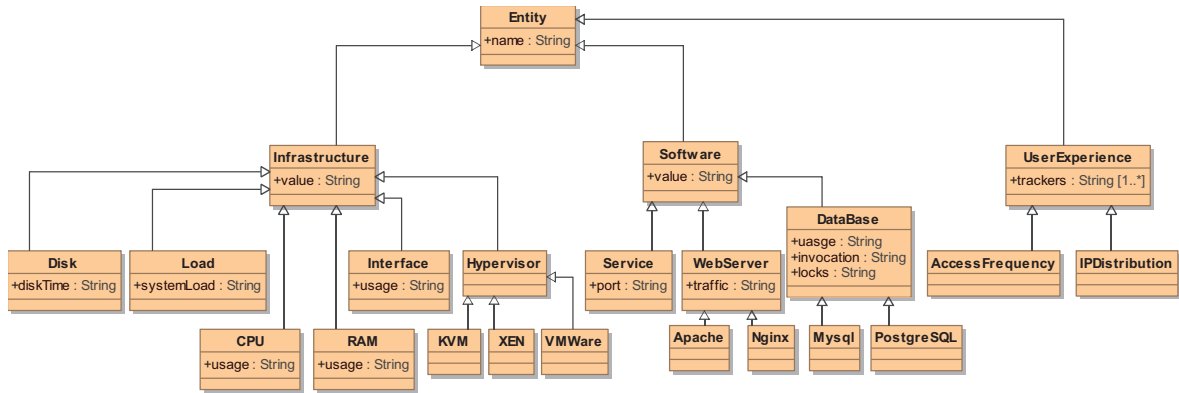 Entity
+name : String
Infrastructure
+value : String
Software
+value : String
UserExperience
+trackers : String [1..*]
DataBase
+uasge : String
+invocation : String
+locks : String
Disk
+diskTime : String
Load
+systemLoad : String
Interface
+usage : String
Hypervisor
Service
+port : String
WebServer
+traffic : String
AccessFrequency
IPDistribution
CPU
+usage : String
RAM
+usage : String
KVM
XEN
VMWare
Apache
Nginx
Mysql
PostgreSQL